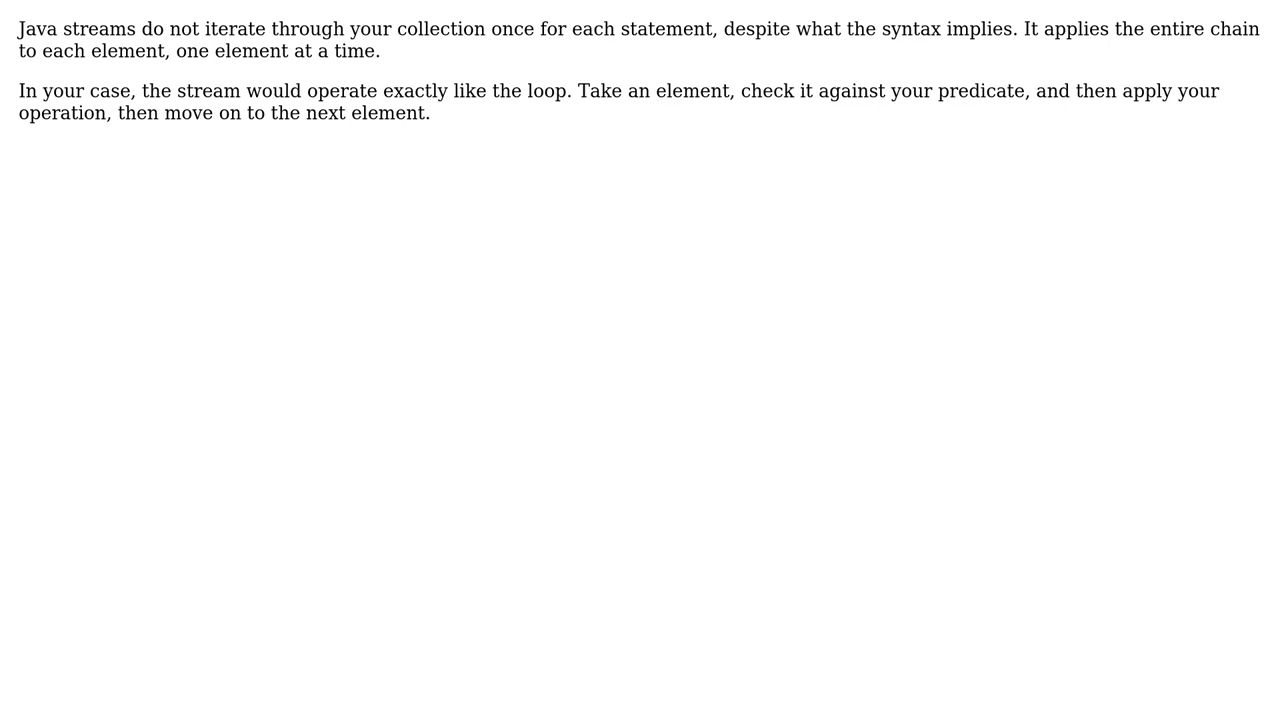 Java streams do not iterate through your collection once for each statement, despite what the syntax implies. It applies the entire chain
to each element, one element at a time.
In your case, the stream would operate exactly like the loop. Take an element, check it against your predicate, and then apply your
operation, then move on to the next element.